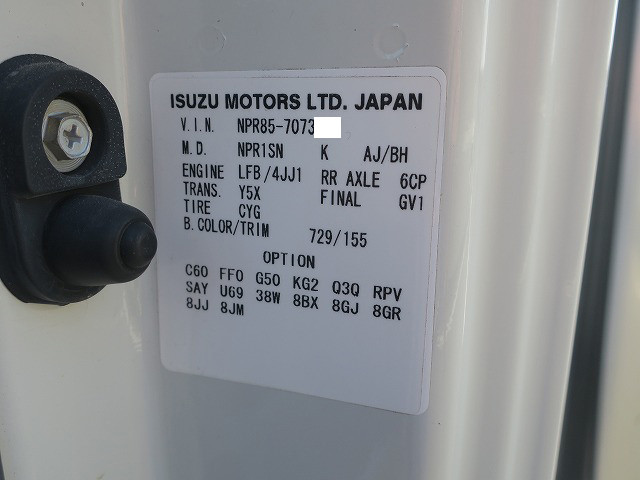 ISUZU MOTORS LTD. JAPAN
V.I.N. NPR85-7073
M.D. NPR1SN K AJ/BH
ENGINE LFB/4JJ1 RR AXLE 6CP
TRANS. Y5X FINAL GV1
TIRE CYG
B.COLOR/TRIM 729/155
OPTION
C60 FF0 G50 KG2 Q3Q RPV
SAY U69 38W 8BX 8GJ 8GR
8JJ 8JM